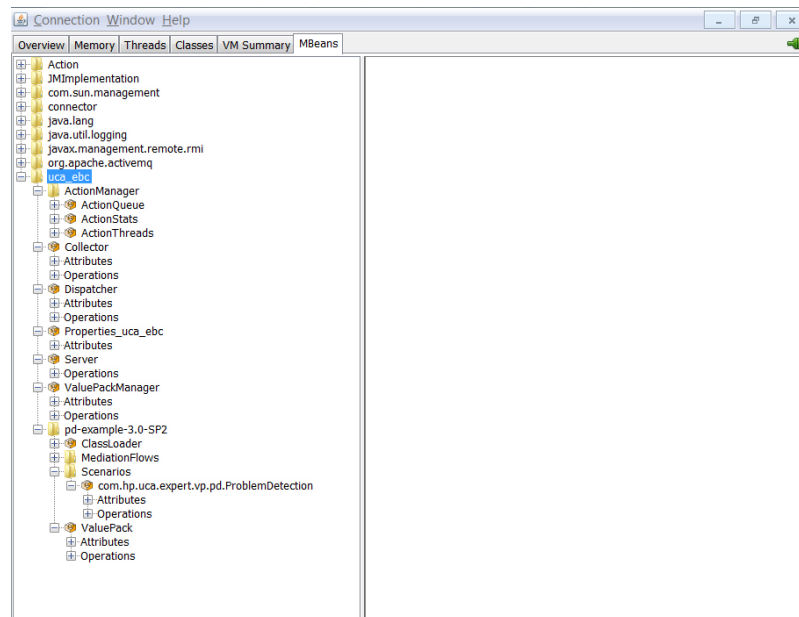 Connection Window Help
Overview Memory Threads Classes VM Summary MBeans
Action
JMImplementation
com.sun.management
connector
java.lang
java.util.logging
javax.management.remote.rmi
org.apache.activemq
uca_ebc
ActionManager
ActionQueue
ActionStats
ActionThreads
Collector
Attributes
Operations
Dispatcher
Attributes
Operations
Properties_uca_ebc
Attributes
Server
Operations
ValuePackManager
Attributes
Operations
pd-example-3.0-SP2
ClassLoader
MediationFlows
Scenarios
com.hp.uca.expert.vp.pd.ProblemDetection
Attributes
Operations
ValuePack
Attributes
Operations